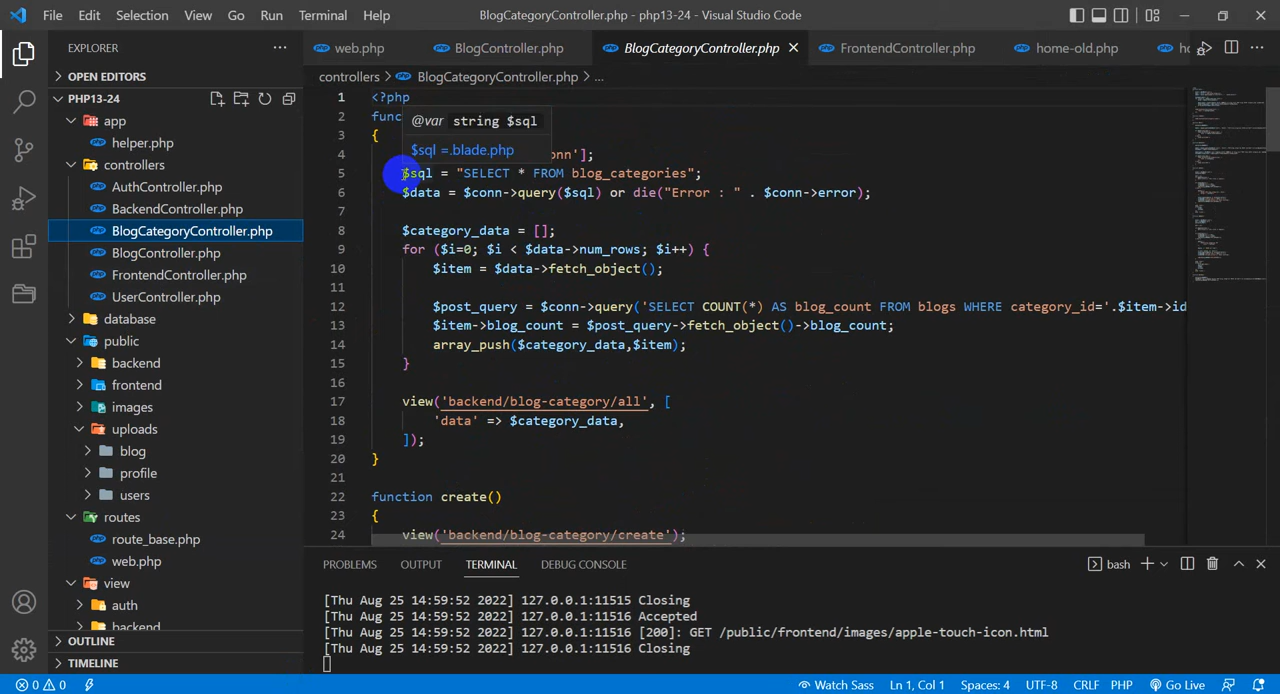 File Edit Selection View Go Run Terminal Help BlogCategoryController.php - php13-24 - Visual Studio Code
EXPLORER
OPEN EDITORS
PHP13-24
app
helper.php
controllers
AuthController.php
BackendController.php
BlogCategoryController.php
BlogController.php
FrontendController.php
UserController.php
database
public
backend
frontend
images
uploads
blog
profile
users
routes
route_base.php
web.php
view
auth
backend
OUTLINE
TIMELINE
web.php BlogController.php BlogCategoryController.php FrontendController.php home-old.php
controllers > BlogCategoryController.php > ...
1 <?php
2 func
@var string $sql
3 {
$sql =.blade.php
4 onn'];
5 $sql = "SELECT * FROM blog_categories";
6 $data = $conn->query($sql) or die("Error : " . $conn->error);
7
8 $category_data = [];
9 for ($i=0; $i < $data->num_rows; $i++) {
10 $item = $data->fetch_object();
11
12 $post_query = $conn->query('SELECT COUNT(*) AS blog_count FROM blogs WHERE category_id='.$item->id
13 $item->blog_count = $post_query->fetch_object()->blog_count;
14 array_push($category_data,$item);
15 }
16
17 view('backend/blog-category/all', [
18 'data' => $category_data,
19 ]);
20 }
21
22 function create()
23 {
24 view('backend/blog-category/create');
PROBLEMS OUTPUT TERMINAL DEBUG CONSOLE bash
[Thu Aug 25 14:59:52 2022] 127.0.0.1:11515 Closing
[Thu Aug 25 14:59:52 2022] 127.0.0.1:11516 Accepted
[Thu Aug 25 14:59:52 2022] 127.0.0.1:11516 [200]: GET /public/frontend/images/apple-touch-icon.html
[Thu Aug 25 14:59:52 2022] 127.0.0.1:11516 Closing
0 0 Watch Sass Ln 1, Col 1 Spaces: 4 UTF-8 CRLF PHP Go Live